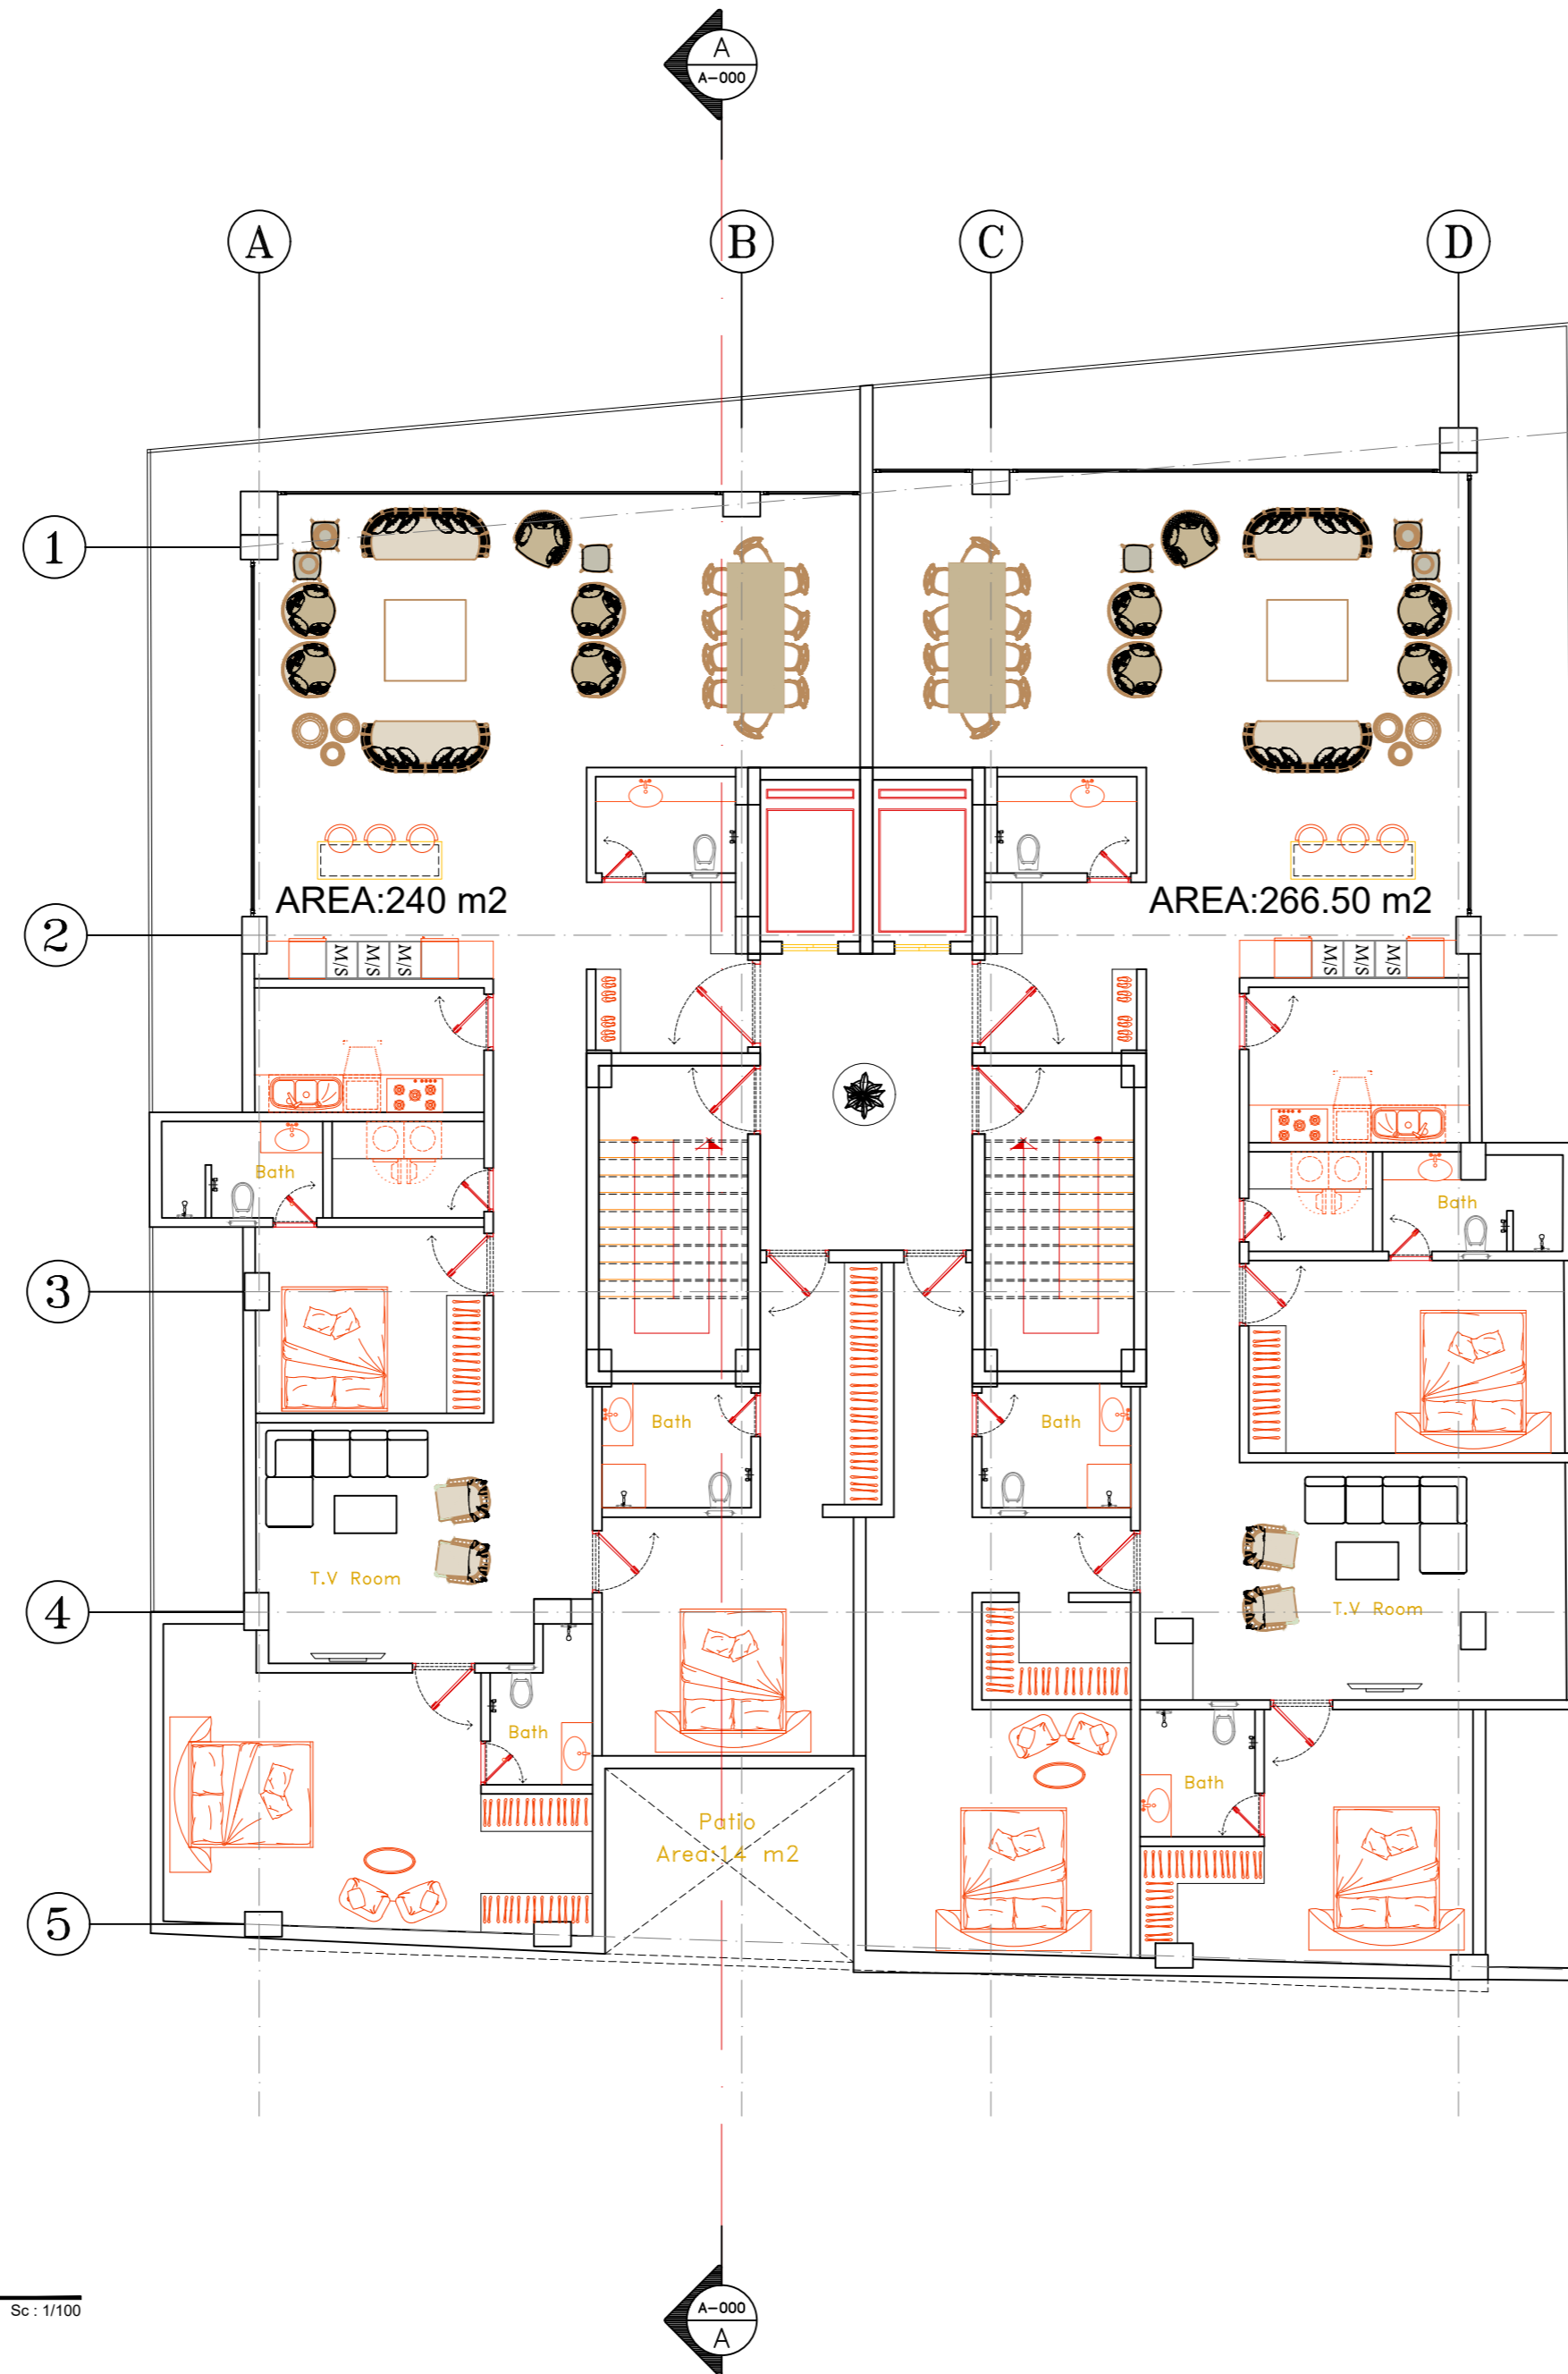 A
A-000
A
B
C
D
1
AREA:240 m2
AREA:266.50 m2
2
M/S
M/S
M/S
M/S
M/S
M/S
Bath
Bath
3
Bath
Bath
T.V Room
4
T.V Room
Bath
Bath
Patio
Area:14 m2
5
Sc : 1/100
A-000
A